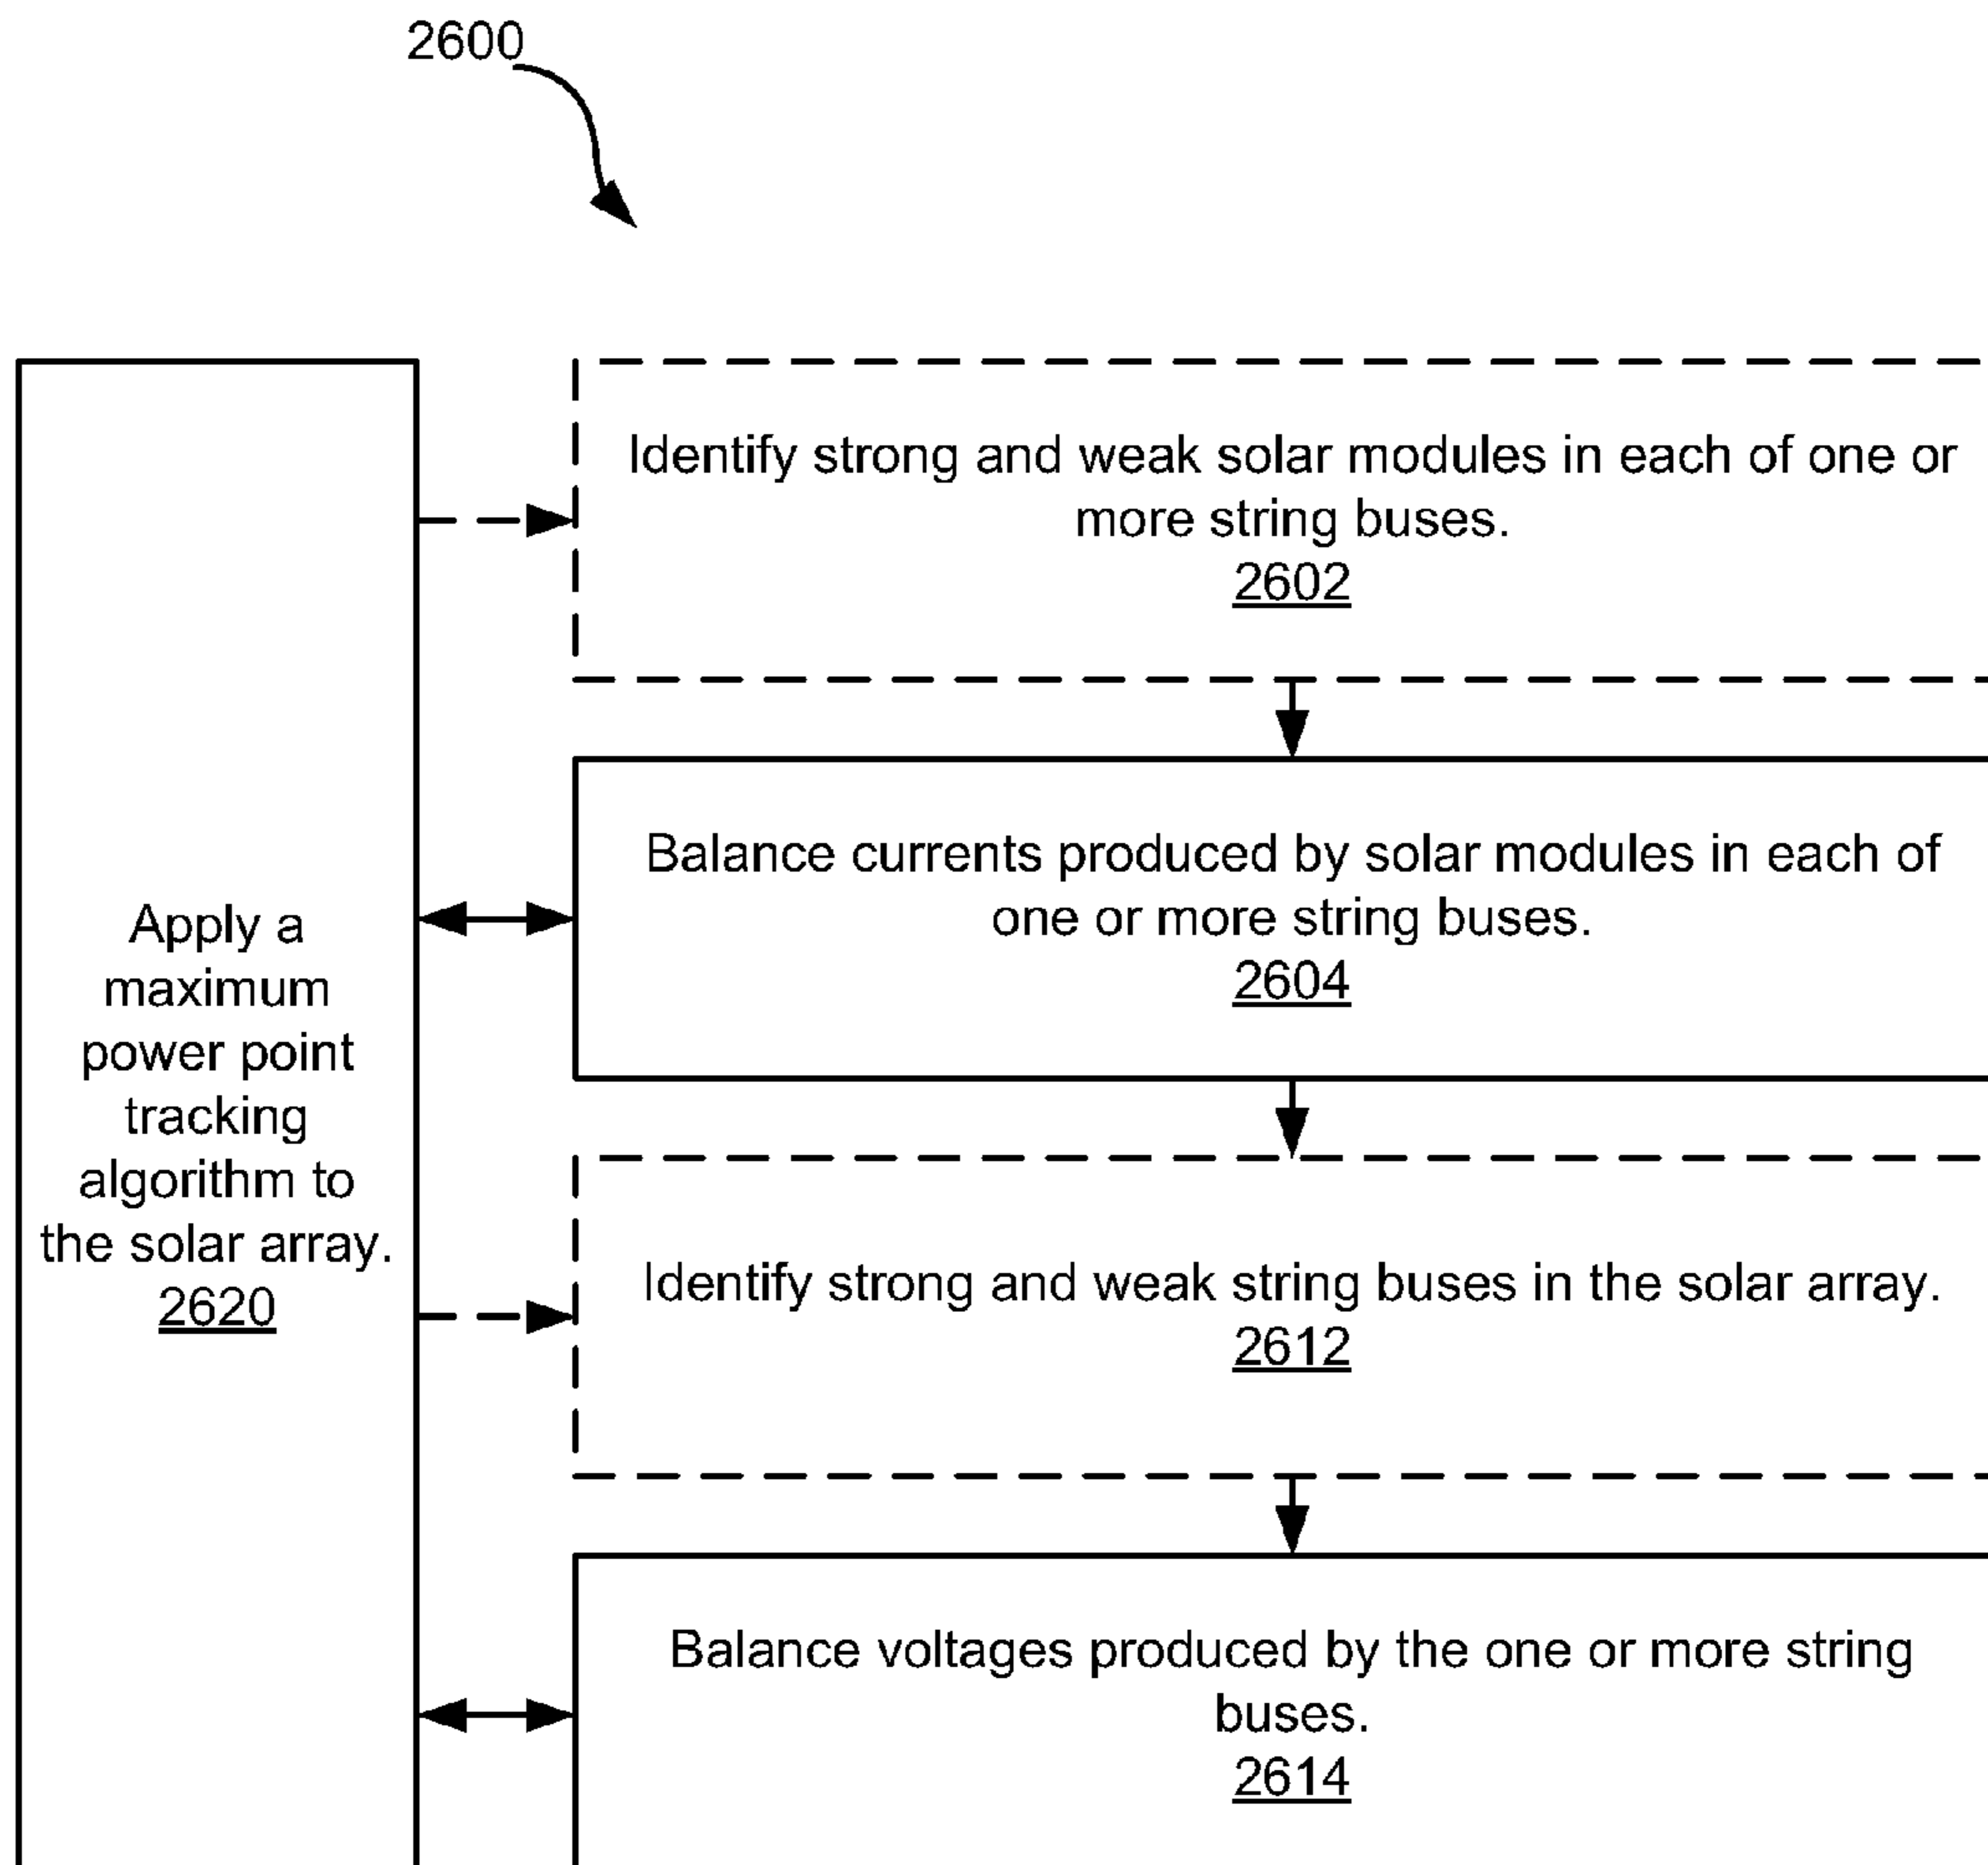 2600
Identify strong and weak solar modules in each of one or
more string buses.
2602
Balance currents produced by solar modules in each of
one or more string buses.
2604
Apply a
maximum
power point
tracking
algorithm to
the solar array.
2620
Identify strong and weak string buses in the solar array.
2612
Balance voltages produced by the one or more string
buses.
2614